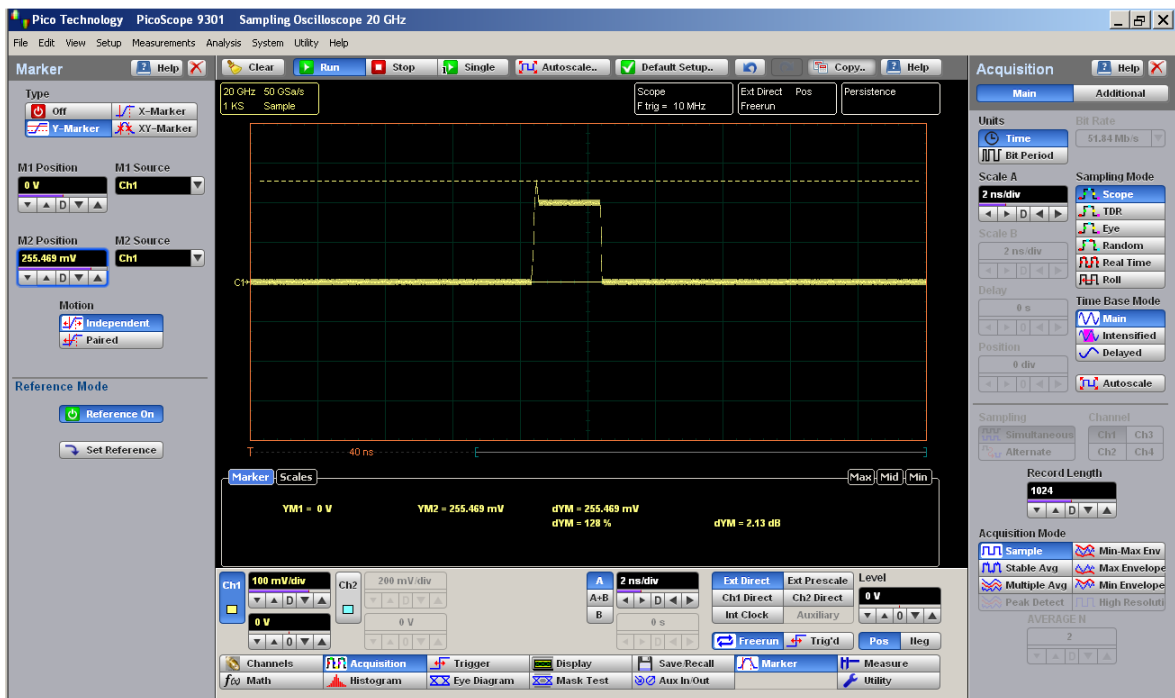 Pico Technology PicoScope 9301 Sampling Oscilloscope 20 GHz
File Edit View Setup Measurements Analysis System Utility Help
Marker Help
Type
Off X-Marker
Y-Marker XY-Marker
M1 Position M1 Source
0 V Ch1
D
M2 Position M2 Source
255.469 mV Ch1
D
Motion
Independent
Paired
Reference Mode
Reference On
Set Reference
Clear Run Stop Single Autoscale.. Default Setup.. Copy.. Help
20 GHz 50 GSa/s
1 KS Sample
Scope
F trig = 10 MHz
Ext Direct Pos
Freerun
Persistence
C1
T 40 ns
Marker Scales Max Mid Min
YM1 = 0 V YM2 = 255.469 mV dYM = 255.469 mV
dYM = 128 % dYM = 2.13 dB
Ch1 100 mV/div Ch2 200 mV/div
D D
0 V 0 V
0 0
A 2 ns/div
A+B D
B 0 s
0
Ext Direct Ext Prescale Level
Ch1 Direct Ch2 Direct 0 V
Int Clock Auxiliary 0
Freerun Trig'd Pos Neg
Channels Acquisition Trigger Display Save/Recall Marker Measure
f(x) Math Histogram Eye Diagram Mask Test Aux In/Out Utility
Acquisition Help
Main Additional
Units Bit Rate
Time 51.84 Mb/s
Bit Period
Scale A Sampling Mode
2 ns/div Scope
D TDR
Eye
Scale B Random
2 ns/div Real Time
D Roll
Delay Time Base Mode
0 s Main
0 Intensified
Position Delayed
0 div
0 Autoscale
Sampling Channel
Simultaneous Ch1 Ch3
Alternate Ch2 Ch4
Record Length
1024
D
Acquisition Mode
Sample Min-Max Env
Stable Avg Max Envelope
Multiple Avg Min Envelope
Peak Detect High Resoluti
AVERAGE N
2
D